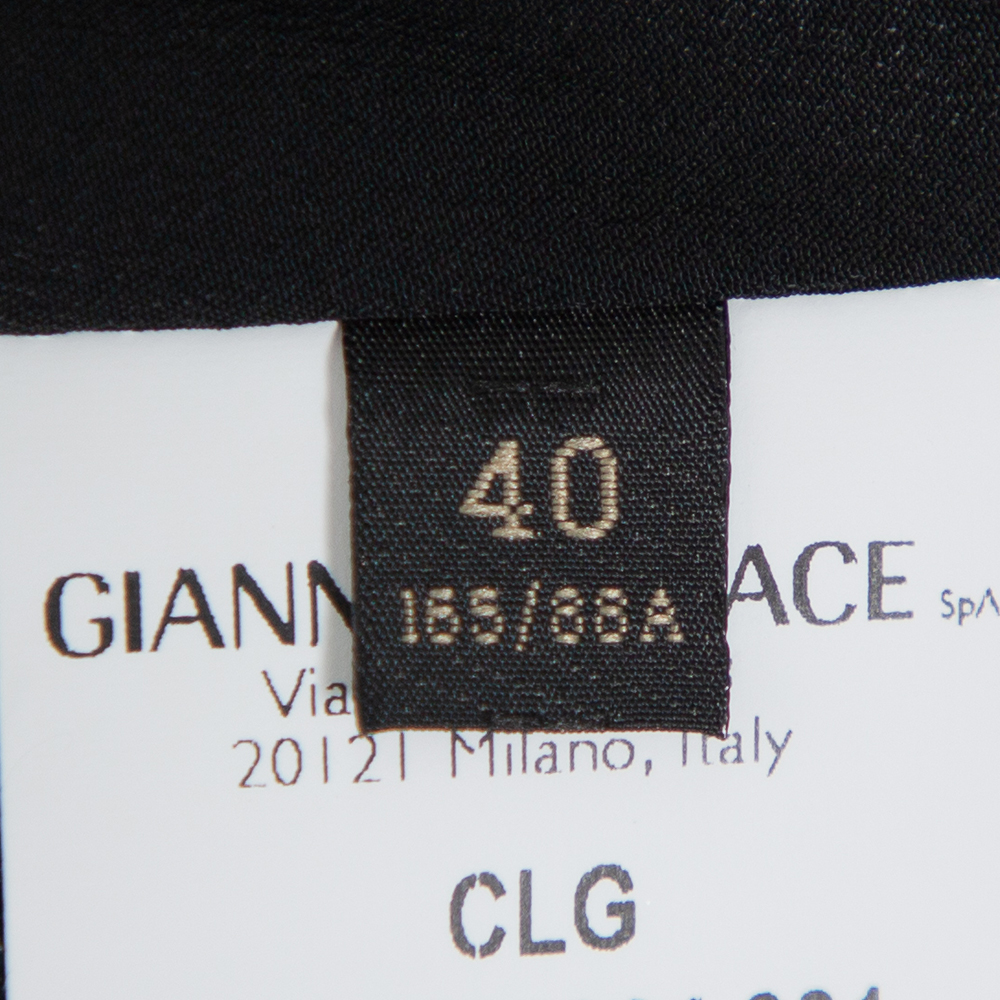 40
165/88A
GIANN ACE SpA
Via
20121 Milano, Italy
CLG